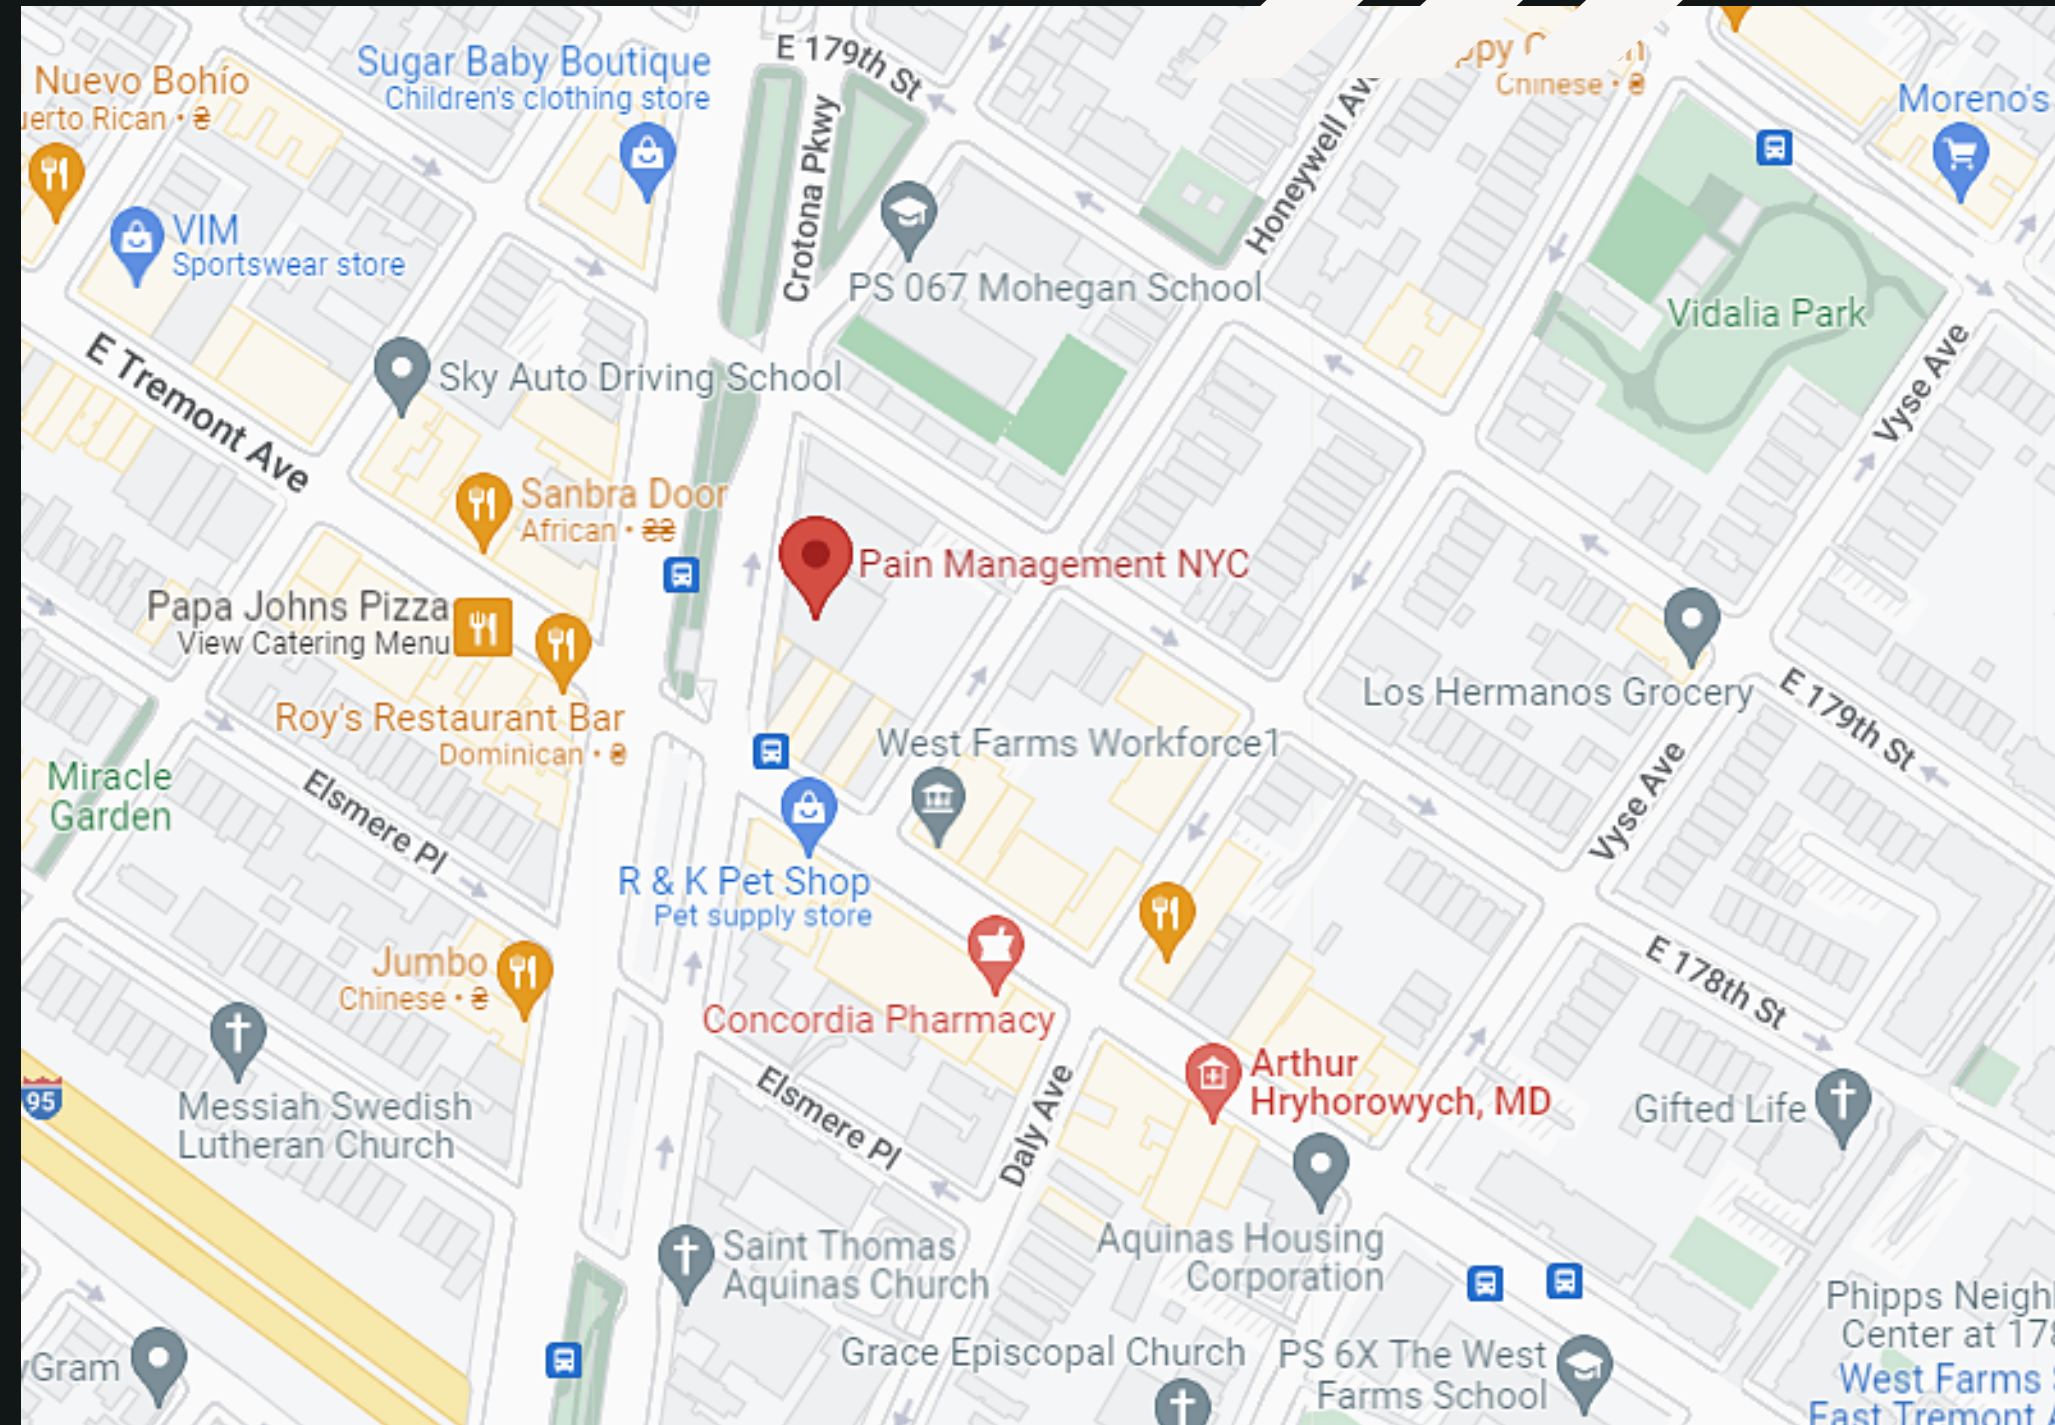 E 179th St
Sugar Baby Boutique
Children's clothing store
Nuevo Bohío
Rican • ₴
Chinese • ₴
Moreno's
Crotona Pkwy
Honeywell
VIM
Sportswear store
PS 067 Mohegan School
Vidalia Park
Vyse Ave
E Tremont Ave
Sky Auto Driving School
Sanbra Door
African • ₴₴
Pain Management NYC
Papa Johns Pizza
View Catering Menu
Roy's Restaurant Bar
Dominican • ₴
Los Hermanos Grocery
E 179th St
West Farms Workforce1
Miracle
Garden
Elsmere Pl
Vyse Ave
R & K Pet Shop
Pet supply store
Jumbo
Chinese • ₴
E 178th St
Concordia Pharmacy
Arthur
Hryhorowych, MD
95
Messiah Swedish
Lutheran Church
Elsmere Pl
Daly Ave
Gifted Life
Saint Thomas
Aquinas Church
Aquinas Housing
Corporation
Phipps
Center at
Grace Episcopal Church
PS 6X The West
Farms School
West Farms
East Tremont